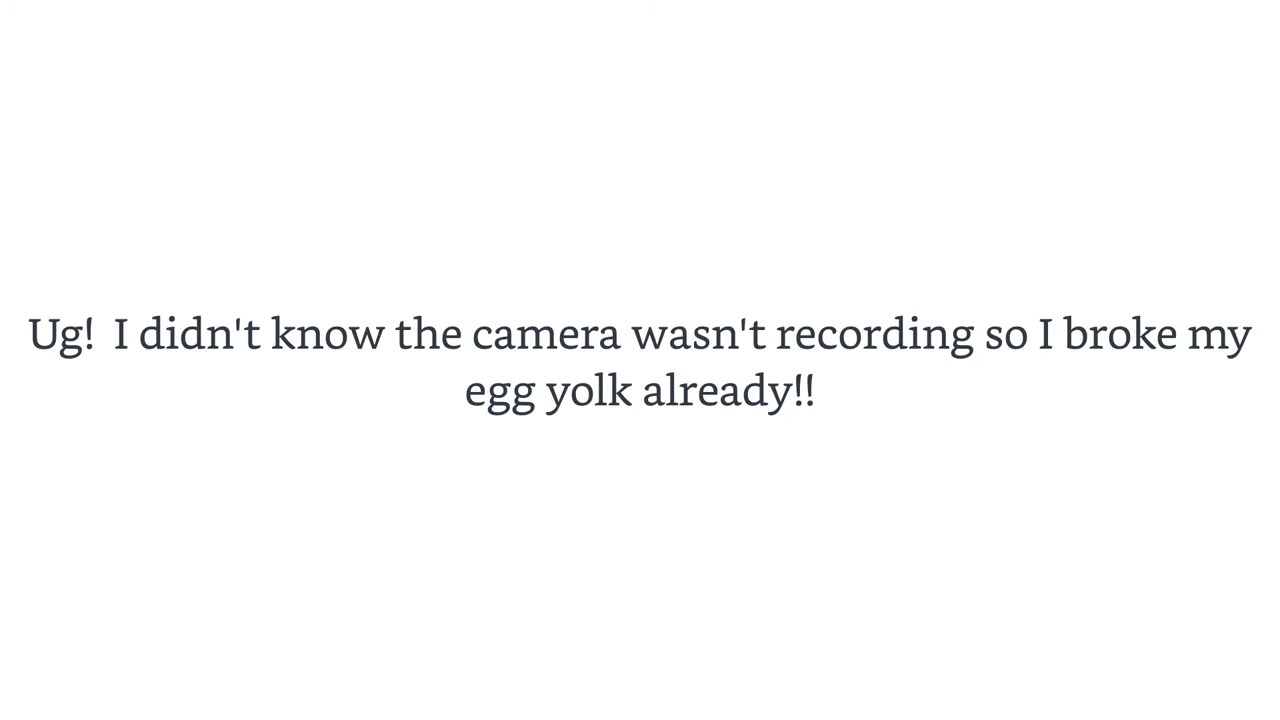 Ug!  I didn't know the camera wasn't recording so I broke my
egg yolk already!!